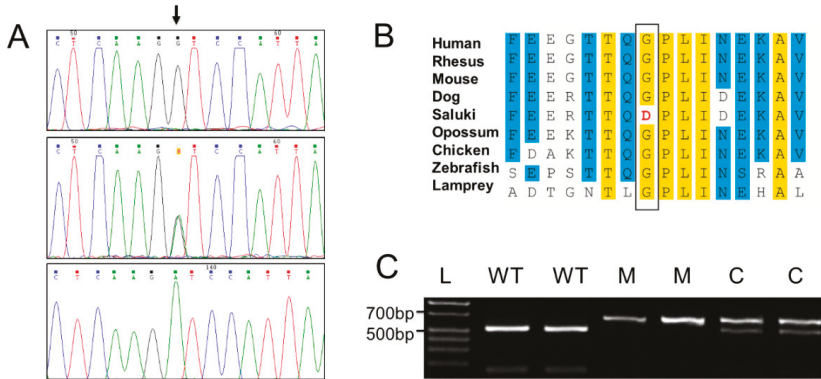 A
50 60
C T C A A G G T C C A T T A
50 60
C T C A A G T C C A T T A
140
C T C A A G A T C C A T T A
B
Human F E E G T T Q G P L I N E K A V
Rhesus F E E G T T Q G P L I N E K A V
Mouse F E E G T T Q G P L I N E K A V
Dog F E E R T T Q G P L I D E K A V
Saluki F E E R T T Q D P L I D E K A V
Opossum F E E K T T Q G P L I N E K A V
Chicken F D A K T T Q G P L I N E K A V
Zebrafish S E P S T T Q G P L I N S R A A
Lamprey A D T G N T L G P L I N E H A L
C
L WT WT M M C C
700bp
500bp